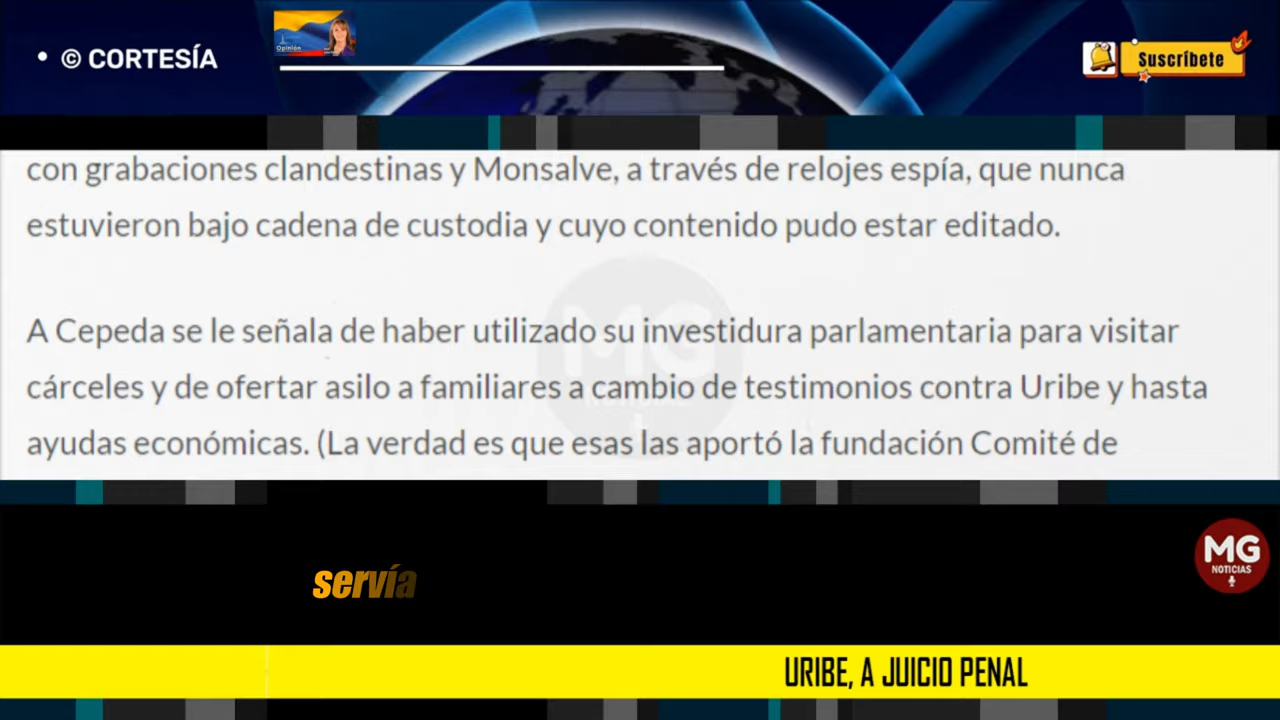 • © CORTESÍA
Opinión
Suscríbete
con grabaciones clandestinas y Monsalve, a través de relojes espía, que nunca
estuvieron bajo cadena de custodia y cuyo contenido pudo estar editado.
A Cepeda se le señala de haber utilizado su investidura parlamentaria para visitar
cárceles y de ofertar asilo a familiares a cambio de testimonios contra Uribe y hasta
ayudas económicas. (La verdad es que esas las aportó la fundación Comité de
servía
MG
NOTICIAS
URIBE, A JUICIO PENAL